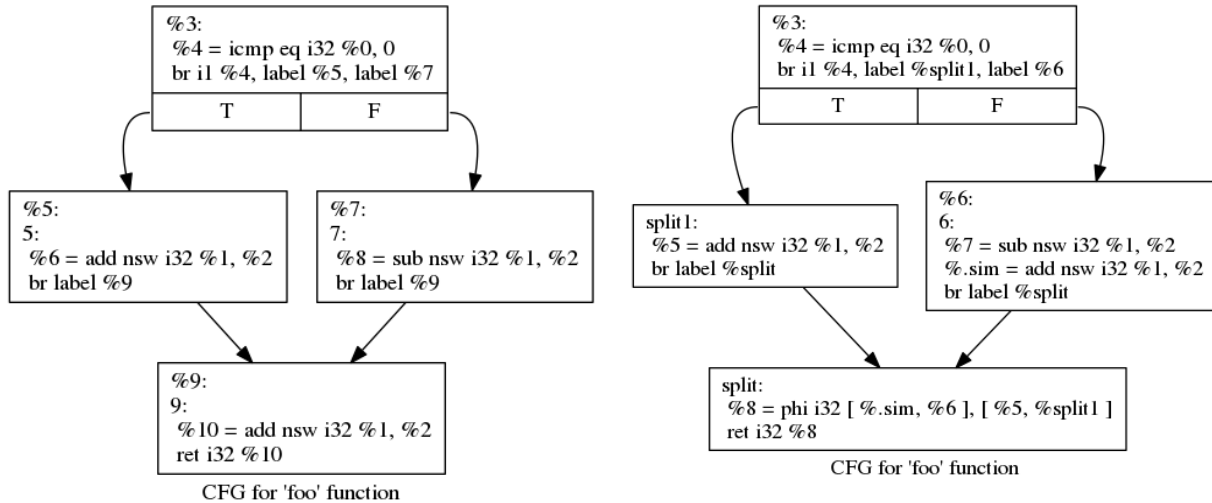 %3:
%4 = icmp eq i32 %0, 0
br i1 %4, label %5, label %7
T
F
%5:
5:
%6 = add nsw i32 %1, %2
br label %9
%7:
7:
%8 = sub nsw i32 %1, %2
br label %9
%9:
9:
%10 = add nsw i32 %1, %2
ret i32 %10
CFG for 'foo' function
%3:
%4 = icmp eq i32 %0, 0
br i1 %4, label %split1, label %6
T
F
split1:
%5 = add nsw i32 %1, %2
br label %split
%6:
6:
%7 = sub nsw i32 %1, %2
%.sim = add nsw i32 %1, %2
br label %split
split:
%8 = phi i32 [ %.sim, %6 ], [ %5, %split1 ]
ret i32 %8
CFG for 'foo' function